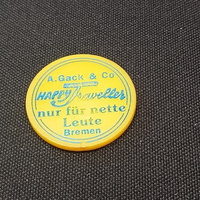 A. Gack & Co
HAPPY Traveller
nur für nette
Leute
Bremen